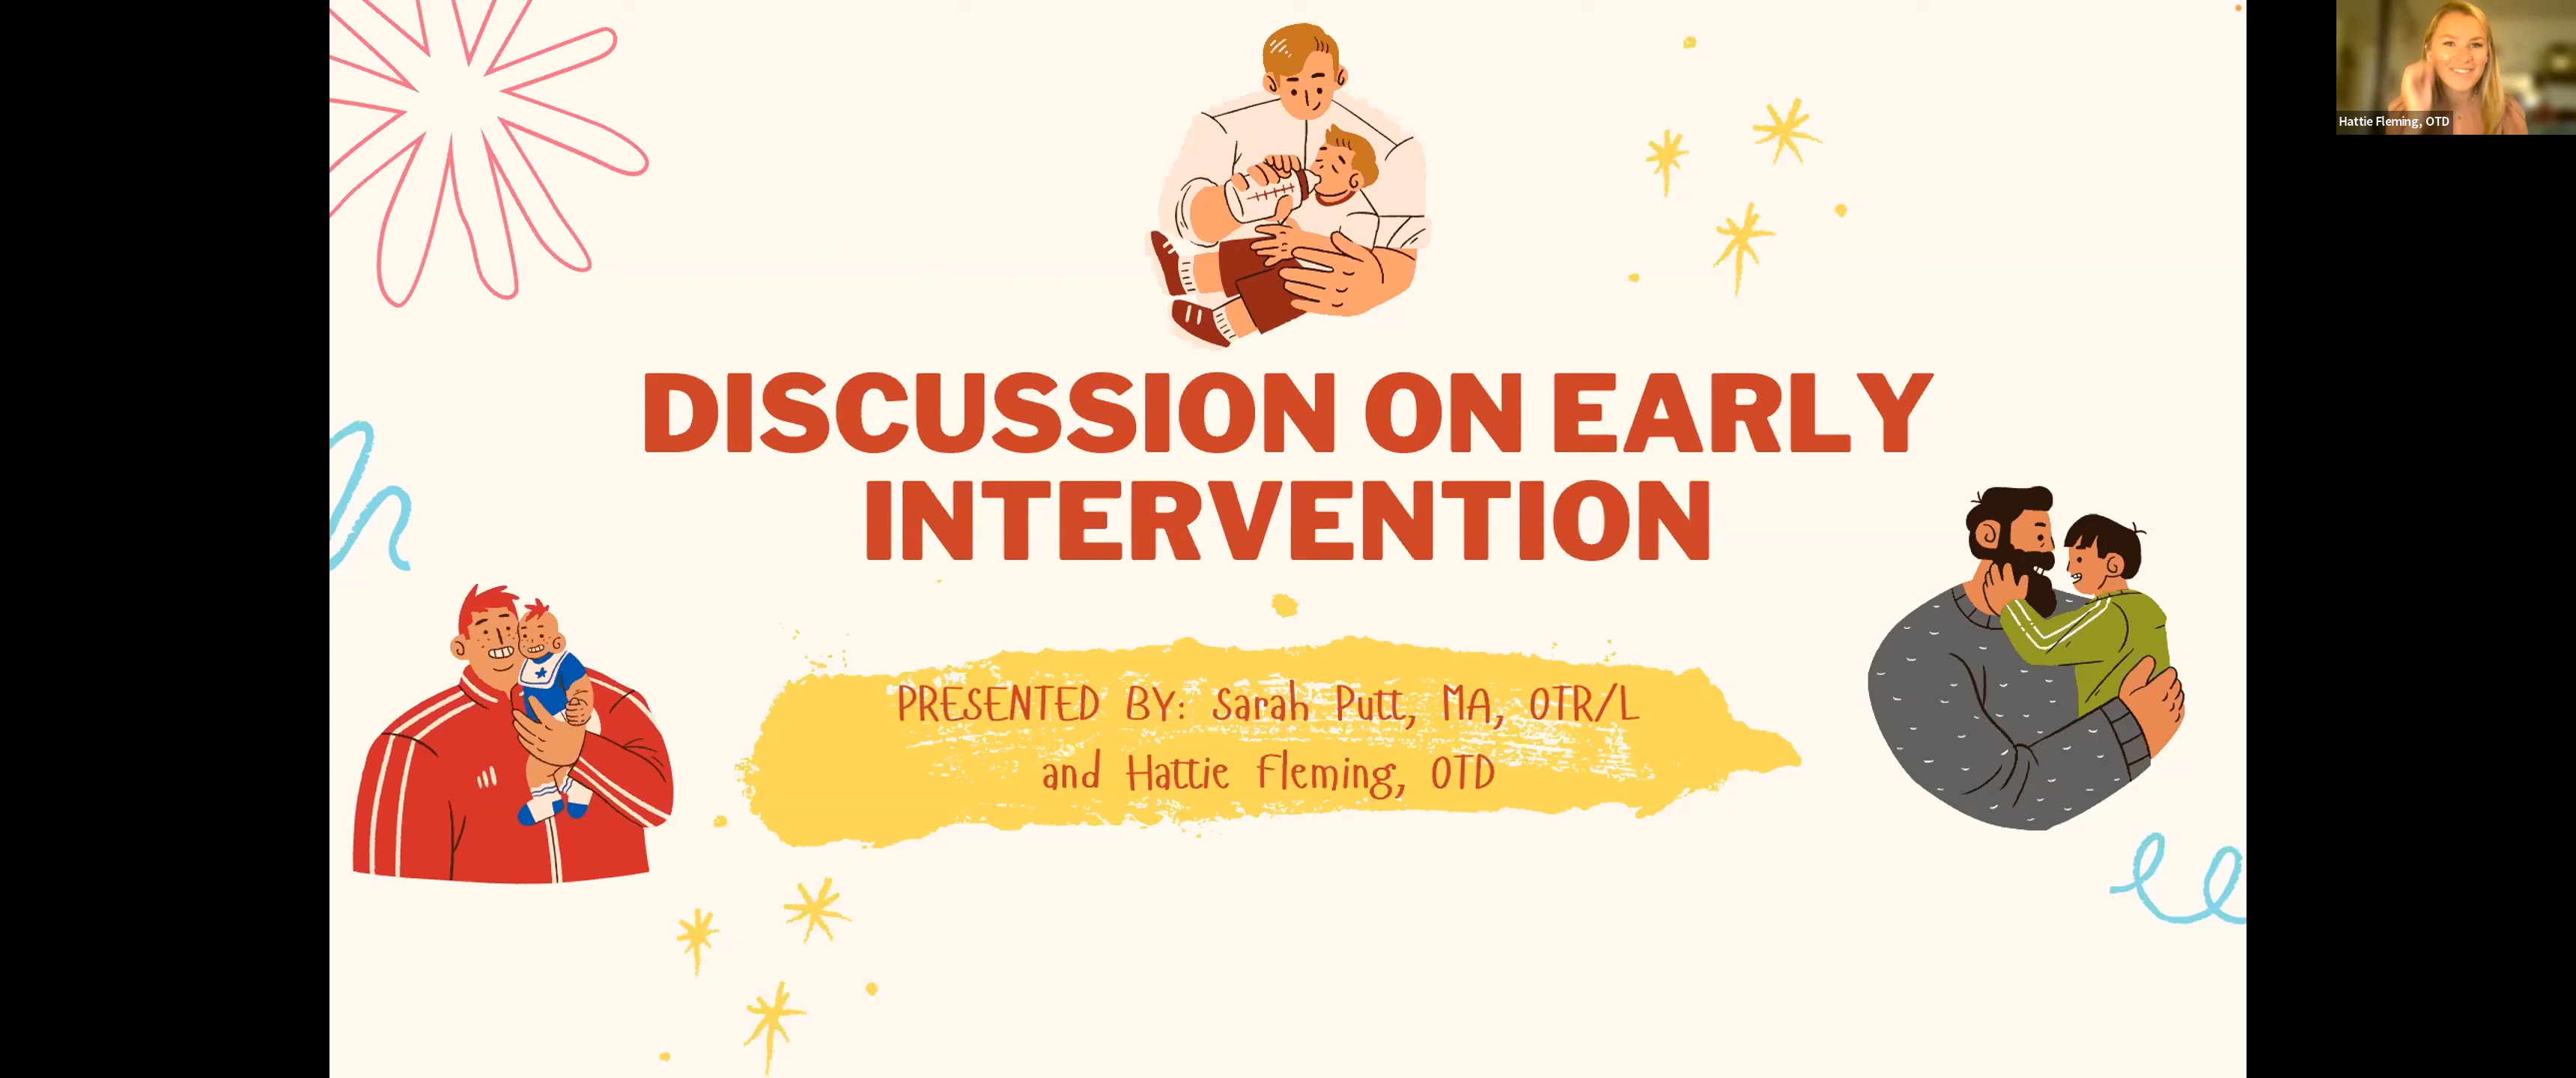 Hattie Fleming, OTD
DISCUSSION ON EARLY
INTERVENTION
PRESENTED BY: Sarah Putt, MA, OTR/L
and Hattie Fleming, OTD